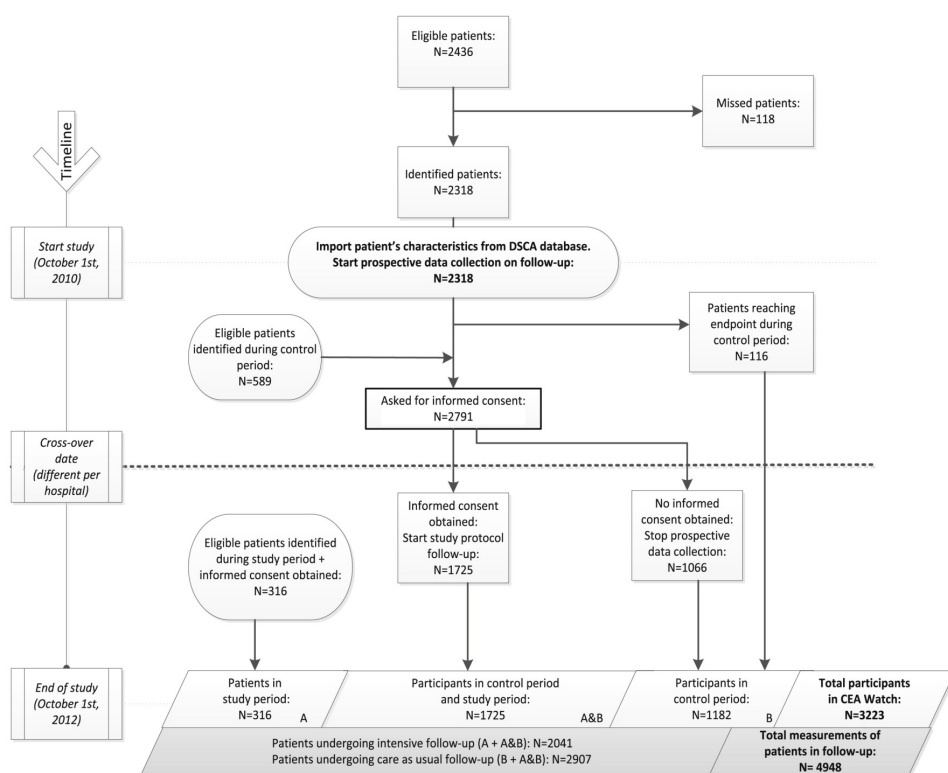 Eligible patients:
N=2436
Missed patients:
N=118
Timeline
Identified patients:
N=2318
Start study
(October 1st,
2010)
Import patient's characteristics from DSCA database.
Start prospective data collection on follow-up:
N=2318
Eligible patients
identified during control
period:
N=589
Patients reaching
endpoint during
control period:
N=116
Asked for informed consent:
N=2791
Cross-over
date
(different per
hospital)
Informed consent
obtained:
Start study protocol
follow-up:
N=1725
No informed
consent obtained:
Stop prospective
data collection:
N=1066
Eligible patients identified
during study period +
informed consent obtained:
N=316
End of study
(October 1st,
2012)
Patients in
study period:
N=316
A
Participants in control period
and study period:
N=1725
A&B
Participants in
control period:
N=1182
B
Total participants
in CEA Watch:
N=3223
Patients undergoing intensive follow-up (A + A&B): N=2041
Patients undergoing care as usual follow-up (B + A&B): N=2907
Total measurements of
patients in follow-up:
N= 4948